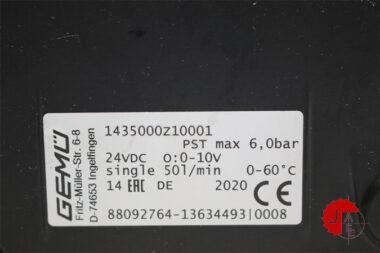 GEMÜ
Fritz-Müller-Str. 6-8
D-74653 Ingelfingen
1435000Z10001
PST max 6,0bar
24VDC O:0-10V
single 50l/min 0-60°C
14 EAC DE 2020 CE
88092764-13634493|0008